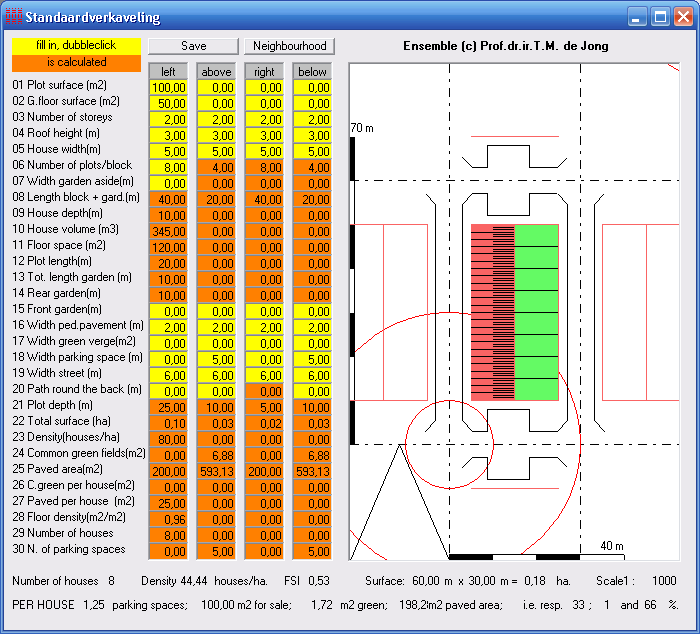 Standaardverkaveling
fill in, dubbleclick
is calculated
Save
Neighbourhood
Ensemble (c) Prof.dr.ir.T.M. de Jong
left above right below
01 Plot surface (m2) 100,00 0,00 0,00 0,00
02 G.floor surface (m2) 50,00 0,00 0,00 0,00
03 Number of storeys 2,00 2,00 2,00 2,00
04 Roof height (m) 3,00 3,00 3,00 3,00
05 House width(m) 5,00 5,00 5,00 5,00
06 Number of plots/block 8,00 4,00 8,00 4,00
07 Width garden aside(m) 0,00 0,00 0,00 0,00
08 Length block + gard.(m) 40,00 20,00 40,00 20,00
09 House depth(m) 10,00 0,00 0,00 0,00
10 House volume (m3) 345,00 0,00 0,00 0,00
11 Floor space (m2) 120,00 0,00 0,00 0,00
12 Plot length(m) 20,00 0,00 0,00 0,00
13 Tot. length garden (m) 10,00 0,00 0,00 0,00
14 Rear garden(m) 10,00 0,00 0,00 0,00
15 Front garden(m) 0,00 0,00 0,00 0,00
16 Width ped.pavement (m) 2,00 2,00 2,00 2,00
17 Width green verge(m2) 0,00 0,00 0,00 0,00
18 Width parking space (m) 0,00 5,00 0,00 5,00
19 Width street (m) 6,00 6,00 6,00 6,00
20 Path round the back (m) 0,00 0,00 0,00 0,00
21 Plot depth (m) 25,00 10,00 5,00 10,00
22 Total surface (ha) 0,10 0,03 0,02 0,03
23 Density(houses/ha) 80,00 0,00 0,00 0,00
24 Common green fields(m2) 0,00 6,88 0,00 6,88
25 Paved area(m2) 200,00 593,13 200,00 593,13
26 C.green per house(m2) 0,00 0,00 0,00 0,00
27 Paved per house (m2) 25,00 0,00 0,00 0,00
28 Floor density(m2/m2) 0,96 0,00 0,00 0,00
29 Number of houses 8,00 0,00 0,00 0,00
30 N. of parking spaces 0,00 5,00 0,00 5,00
70 m
40 m
Number of houses 8 Density 44,44 houses/ha. FSI 0,53 Surface: 60,00 m x 30,00 m = 0,18 ha. Scale1 : 1000
PER HOUSE 1,25 parking spaces; 100,00 m2 for sale; 1,72 m2 green; 198,2 m2 paved area; i.e. resp. 33 ; 1 and 66 %.